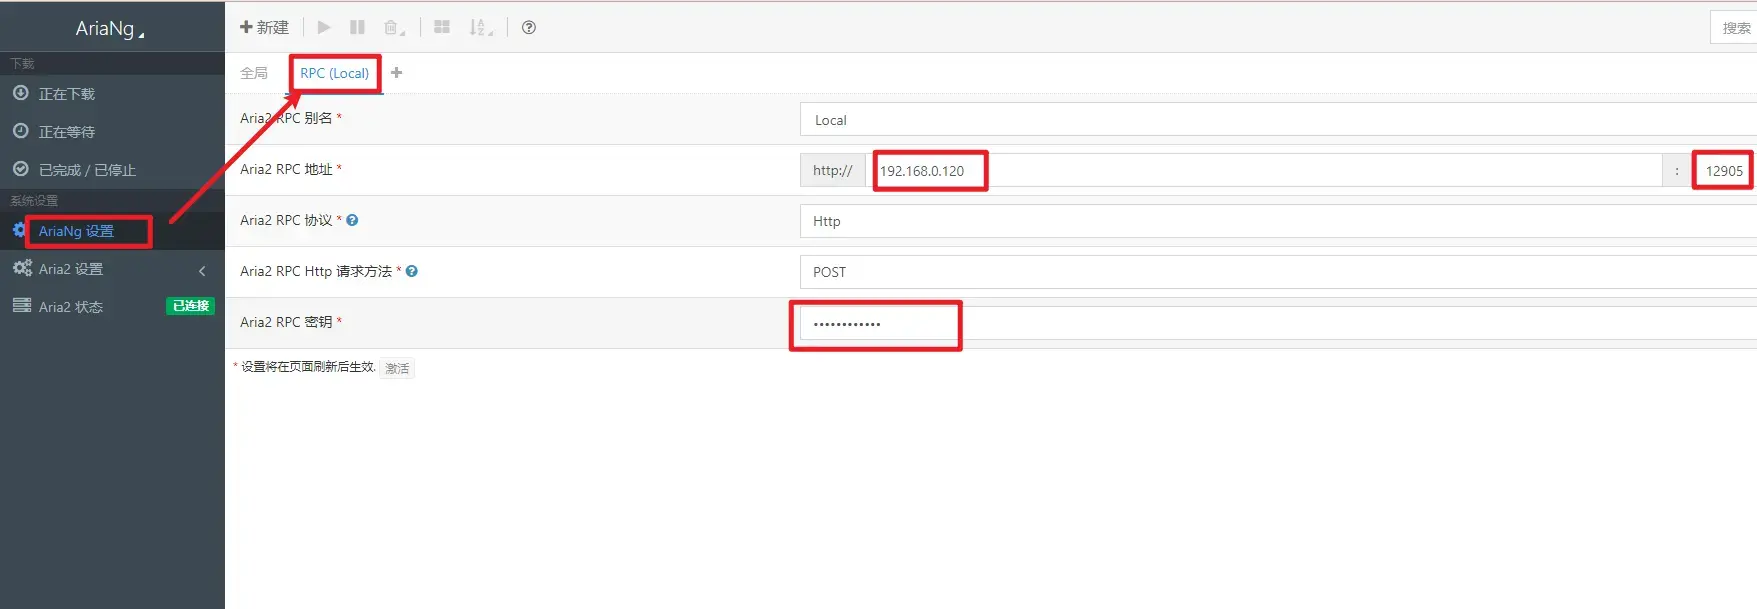 AriaNg
下载
正在下载
正在等待
已完成 / 已停止
系统设置
AriaNg 设置
Aria2 设置
Aria2 状态 已连接
新建
搜索
全局 RPC (Local)
Aria2 RPC 别名 * Local
Aria2 RPC 地址 * http:// 192.168.0.120 : 12905
Aria2 RPC 协议 * Http
Aria2 RPC Http 请求方法 * POST
Aria2 RPC 密钥 * ••••••••••••
* 设置将在页面刷新后生效. 激活